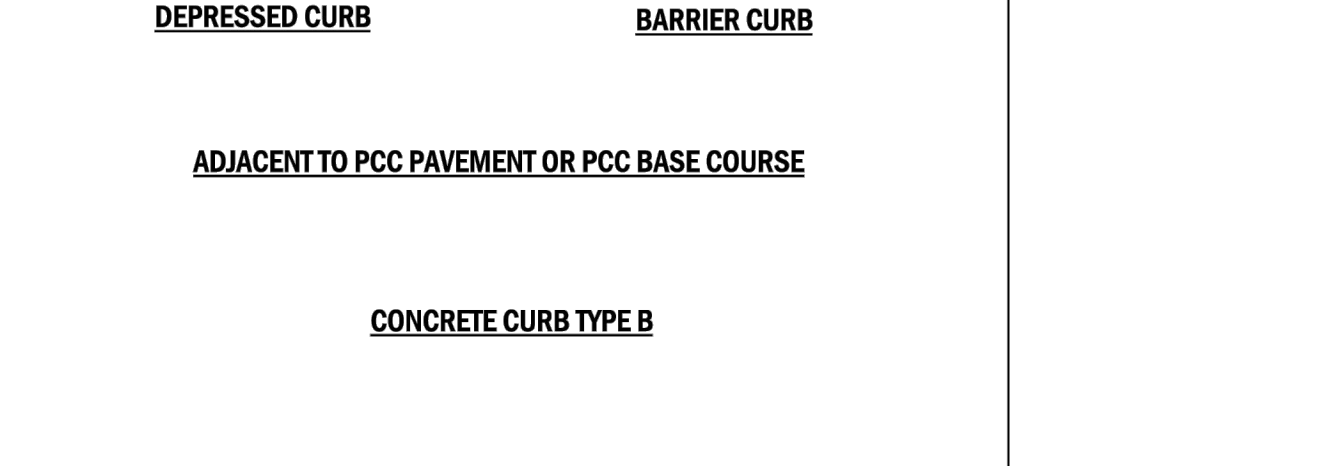 DEPRESSED CURB
BARRIER CURB
ADJACENT TO PCC PAVEMENT OR PCC BASE COURSE
CONCRETE CURB TYPE B